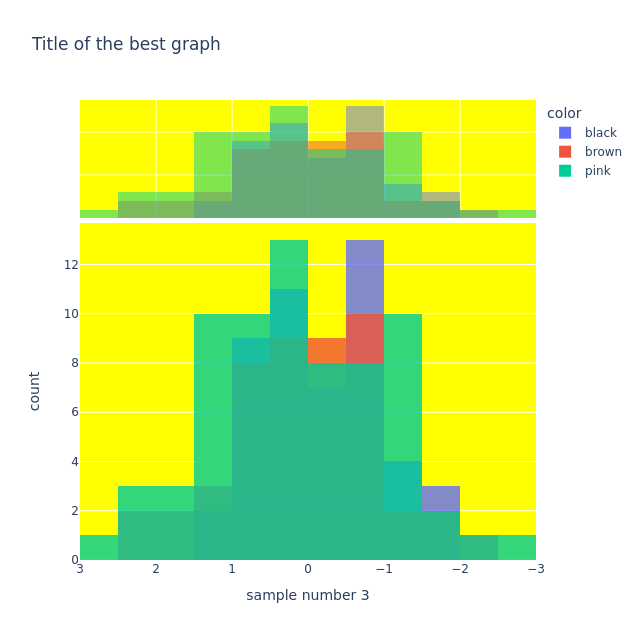 Title of the best graph
color
black
brown
pink
12
10
8
6
4
2
0
count
3
2
1
0
−1
−2
−3
sample number 3